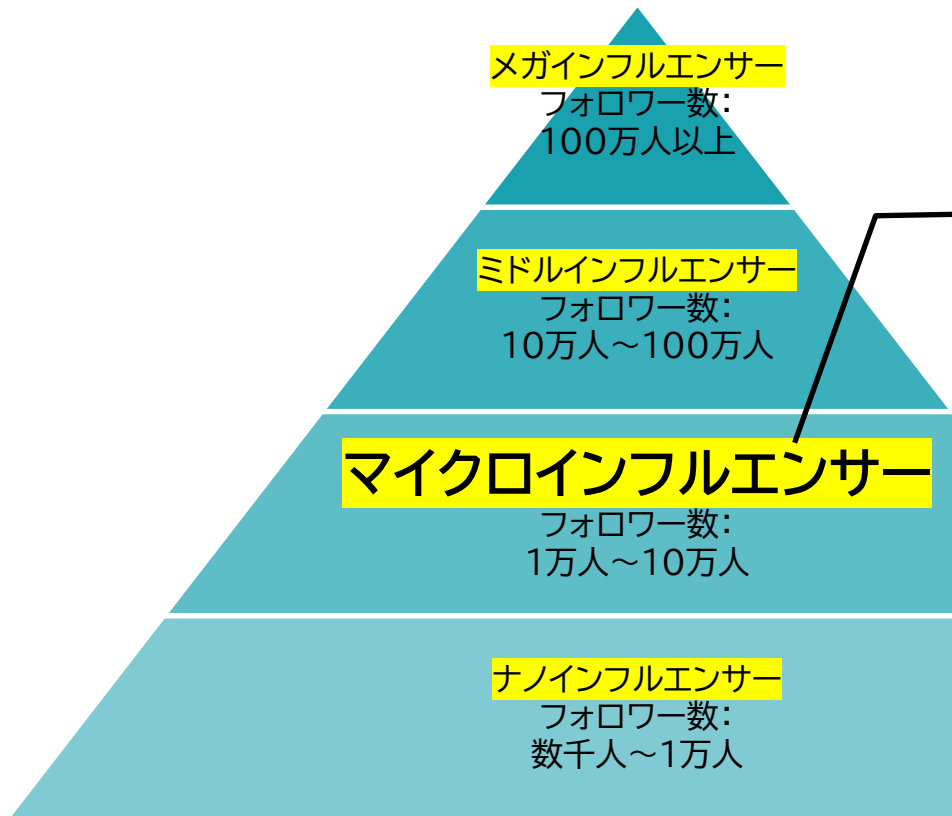 メガインフルエンサー
フォロワー数：
100万人以上
ミドルインフルエンサー
フォロワー数：
10万人～100万人
マイクロインフルエンサー
フォロワー数：
1万人～10万人
ナノインフルエンサー
フォロワー数：
数千人～1万人